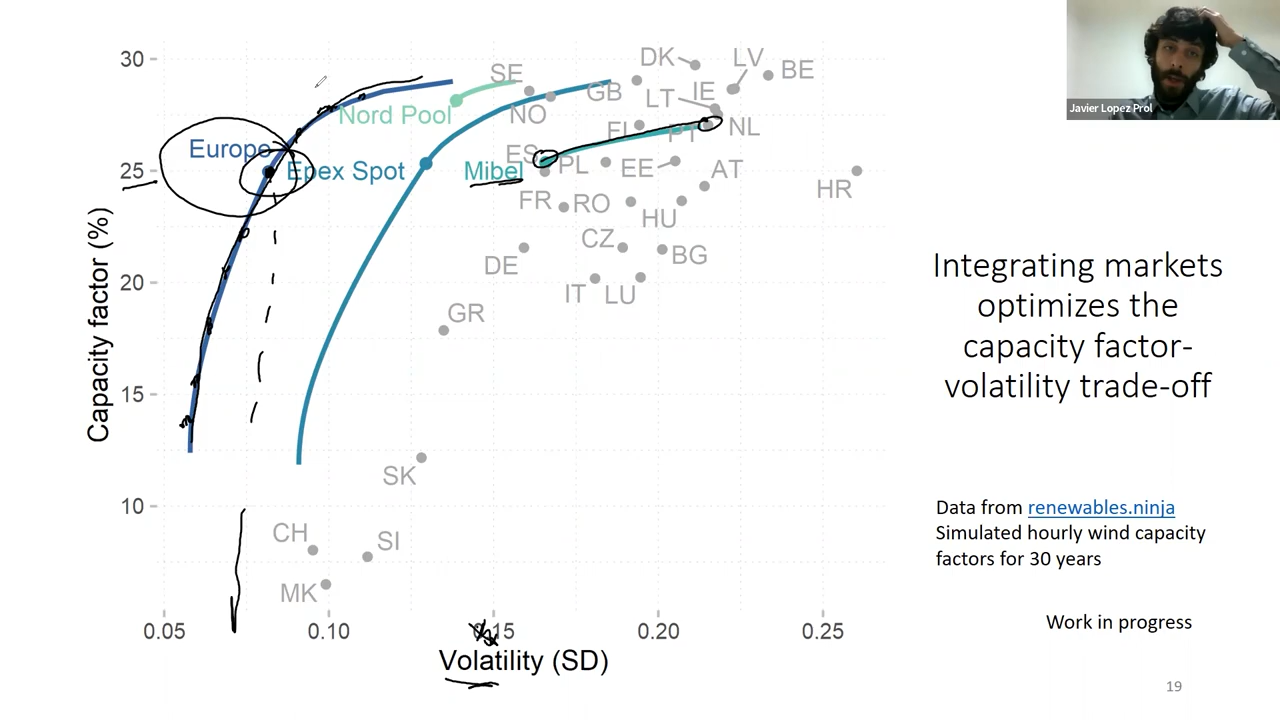 Javier Lopez Prol
30
25
20
15
10
Capacity factor (%)
0.05
0.10
0.15
0.20
0.25
Volatility (SD)
Europe
Epex Spot
Nord Pool
Mibel
SE
NO
DK
LV
BE
GB
LT
IE
NL
FI
PT
ES
PL
EE
AT
HR
FR
RO
HU
CZ
BG
DE
IT
LU
GR
SK
CH
SI
MK
Integrating markets
optimizes the
capacity factor-
volatility trade-off
Data from renewables.ninja
Simulated hourly wind capacity
factors for 30 years
Work in progress
19